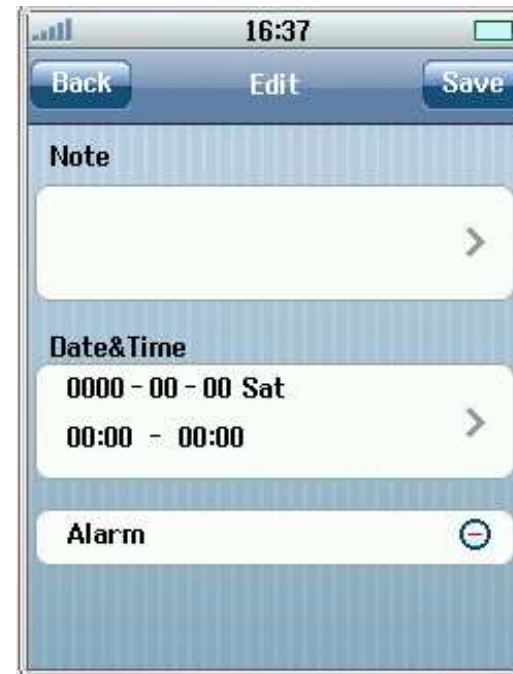 16:37
Back Edit Save
Note
Date&Time
0000-00-00 Sat
00:00 - 00:00
Alarm